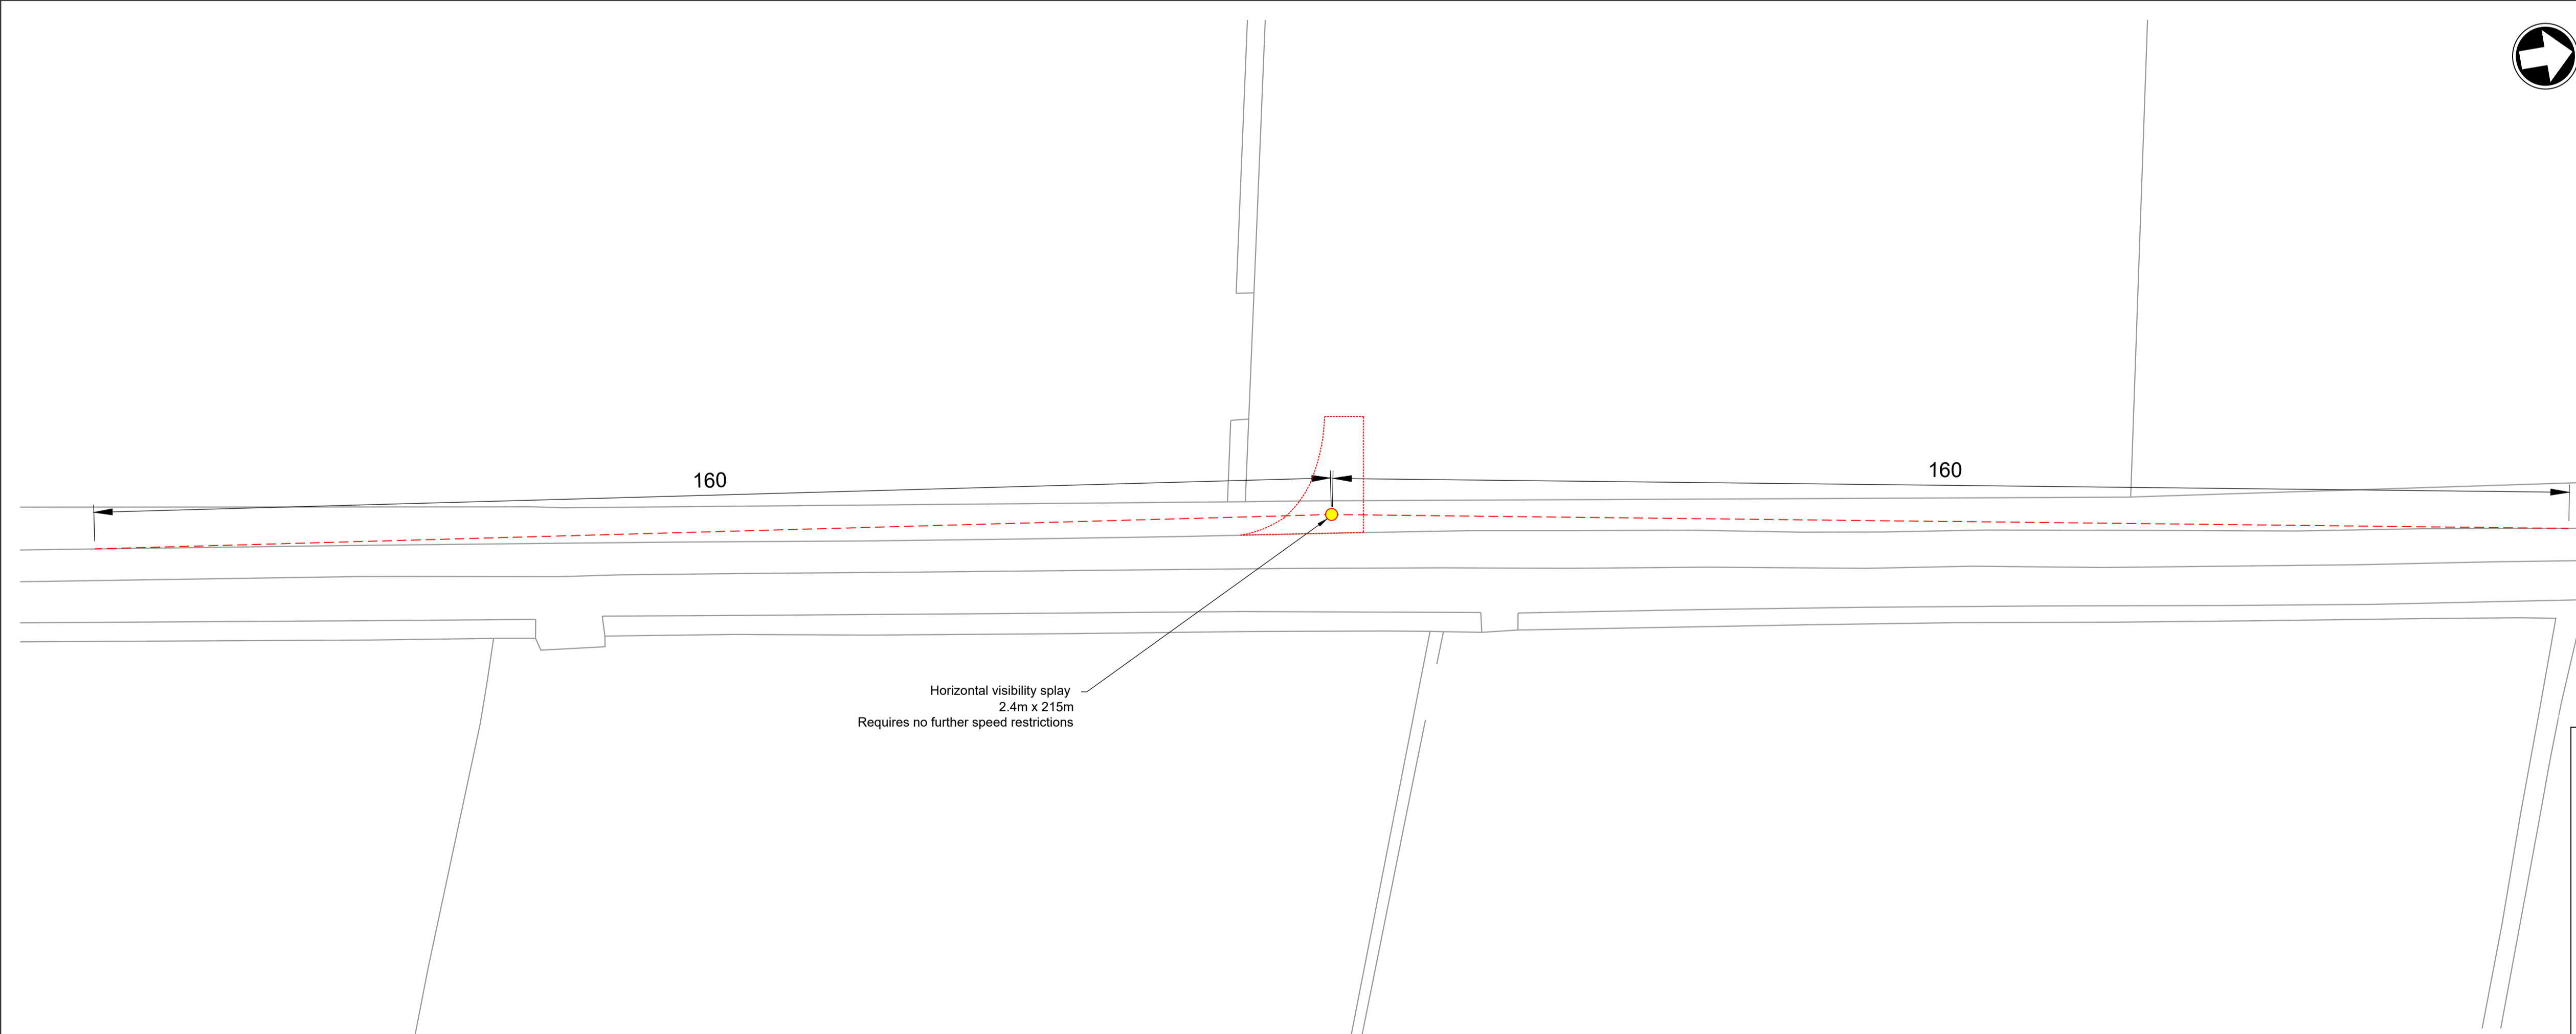 160
160
Horizontal visibility splay
2.4m x 215m
Requires no further speed restrictions